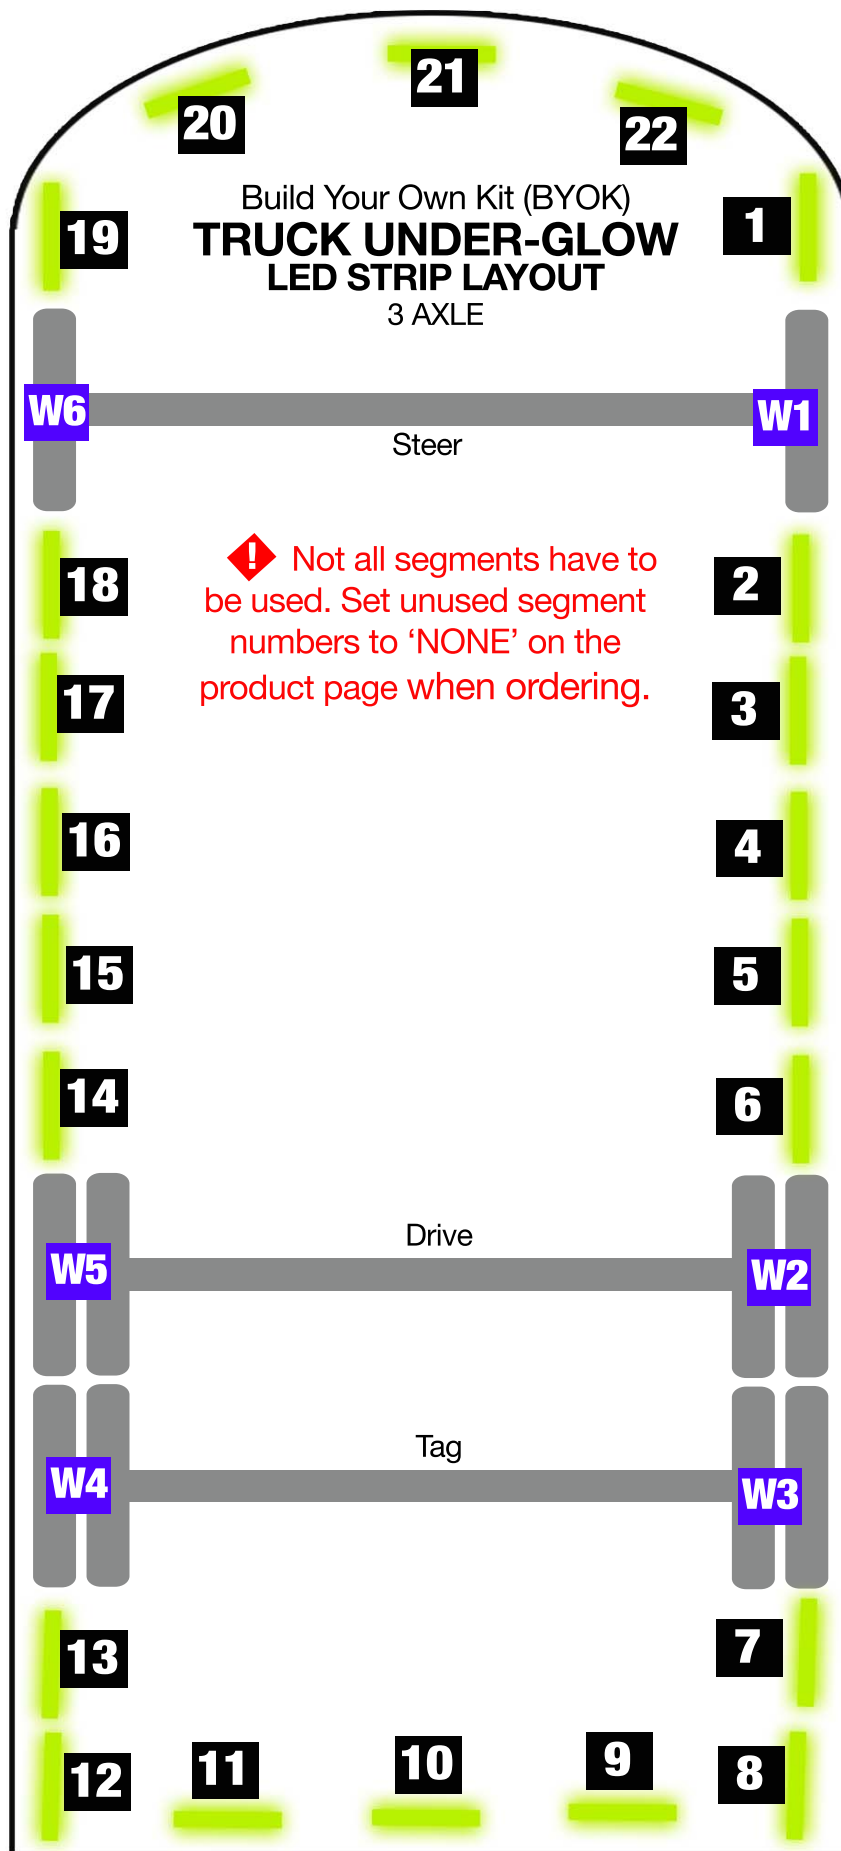 21
20
22
Build Your Own Kit (BYOK)
19
1
TRUCK UNDER-GLOW
LED STRIP LAYOUT
3 AXLE
W6
W1
Steer
! Not all segments have to
be used. Set unused segment
numbers to ‘NONE’ on the
product page when ordering.
18
2
17
3
16
4
15
5
14
6
Drive
W5
W2
Tag
W4
W3
13
7
12
11
10
9
8